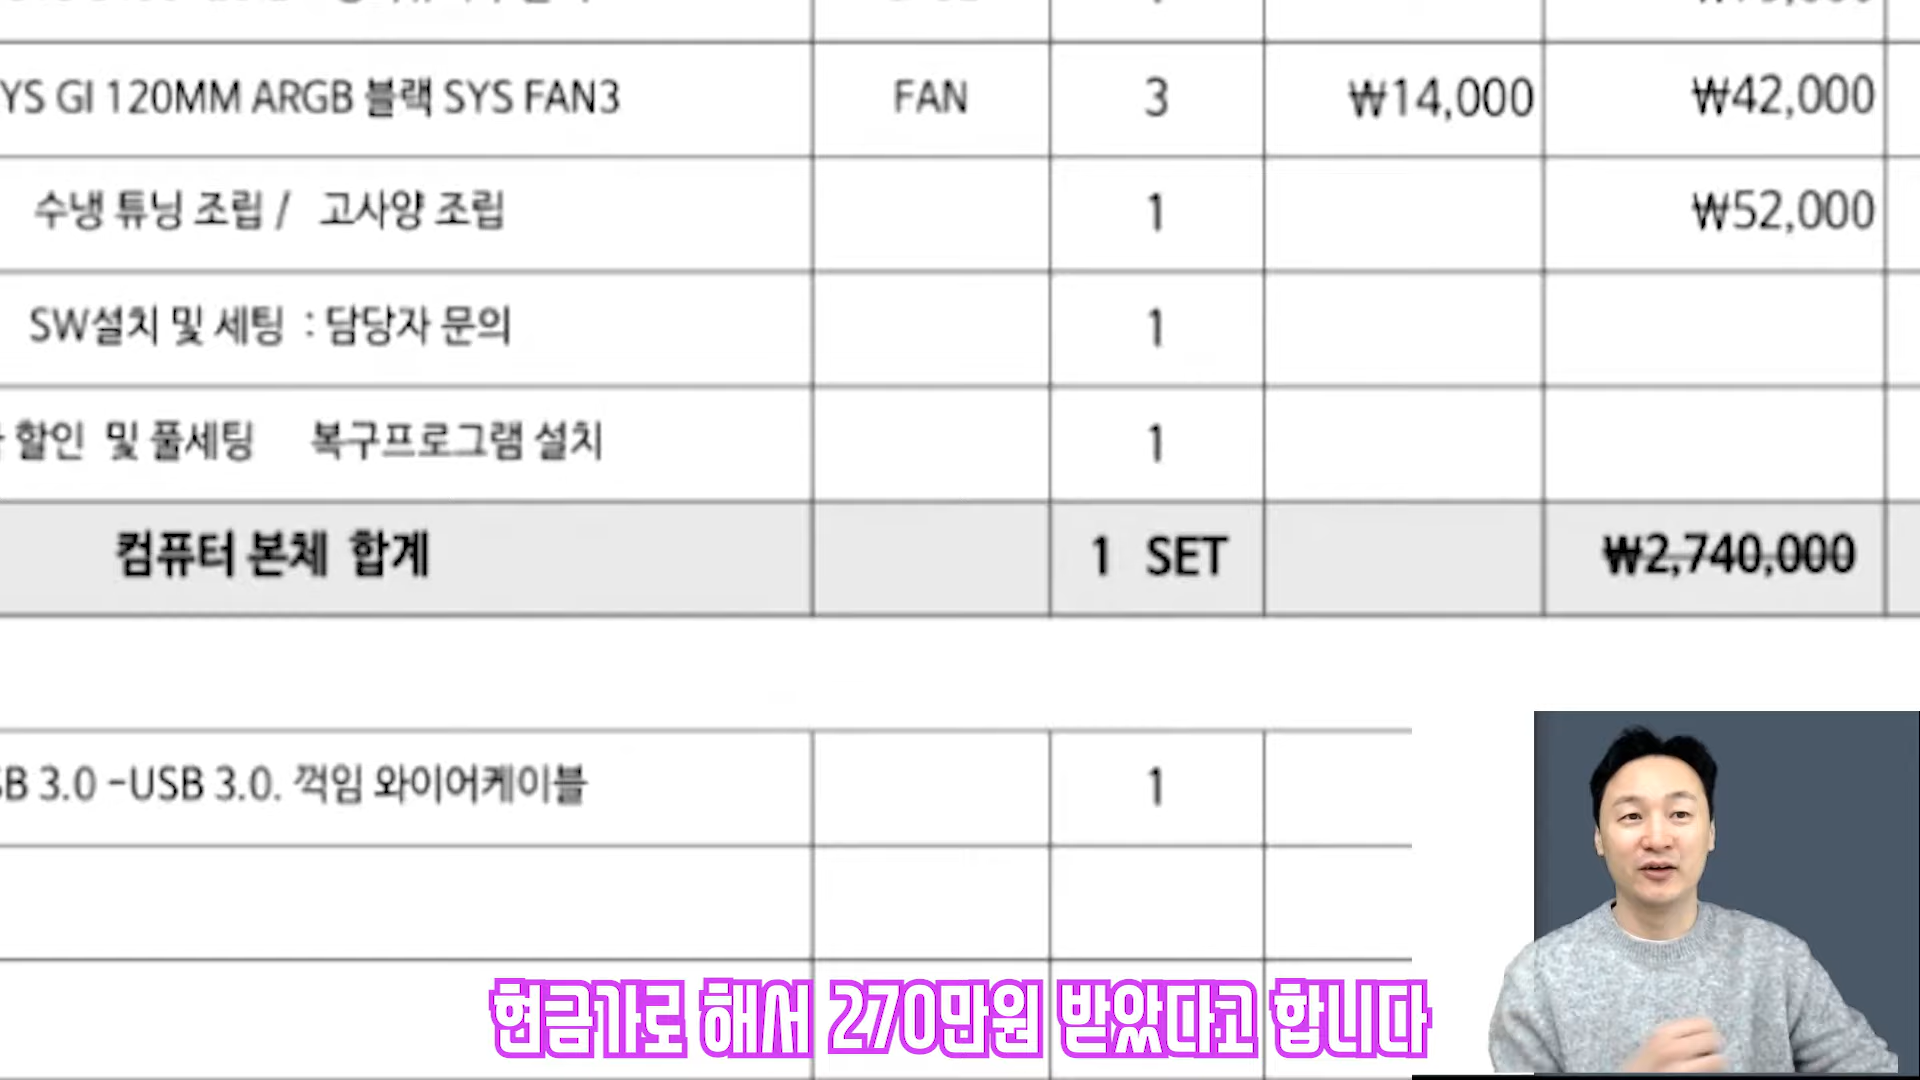 YS GI 120MM ARGB 블랙 SYS FAN3 FAN 3 ₩14,000 ₩42,000
수냉 튜닝 조립 / 고사양 조립 1 ₩52,000
SW설치 및 세팅 : 담당자 문의 1
할인 및 풀세팅 복구프로그램 설치 1
컴퓨터 본체 합계 1 SET ₩2,740,000
SB 3.0 -USB 3.0. 꺽임 와이어케이블 1
현금가로 해서 270만원 받았다고 합니다